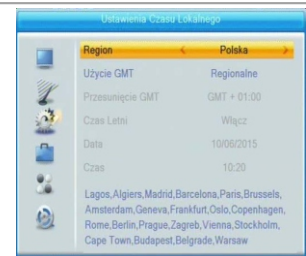 Ustawienia Czasu Lokalnego
Region Polska
Użycie GMT Regionalne
Przesunięcie GMT GMT + 01:00
Czas Letni Włącz
Data 10/06/2015
Czas 10:20
Lagos,Algiers,Madrid,Barcelona,Paris,Brussels,
Amsterdam,Geneva,Frankfurt,Oslo,Copenhagen,
Rome,Berlin,Prague,Zagreb,Vienna,Stockholm,
Cape Town,Budapest,Belgrade,Warsaw